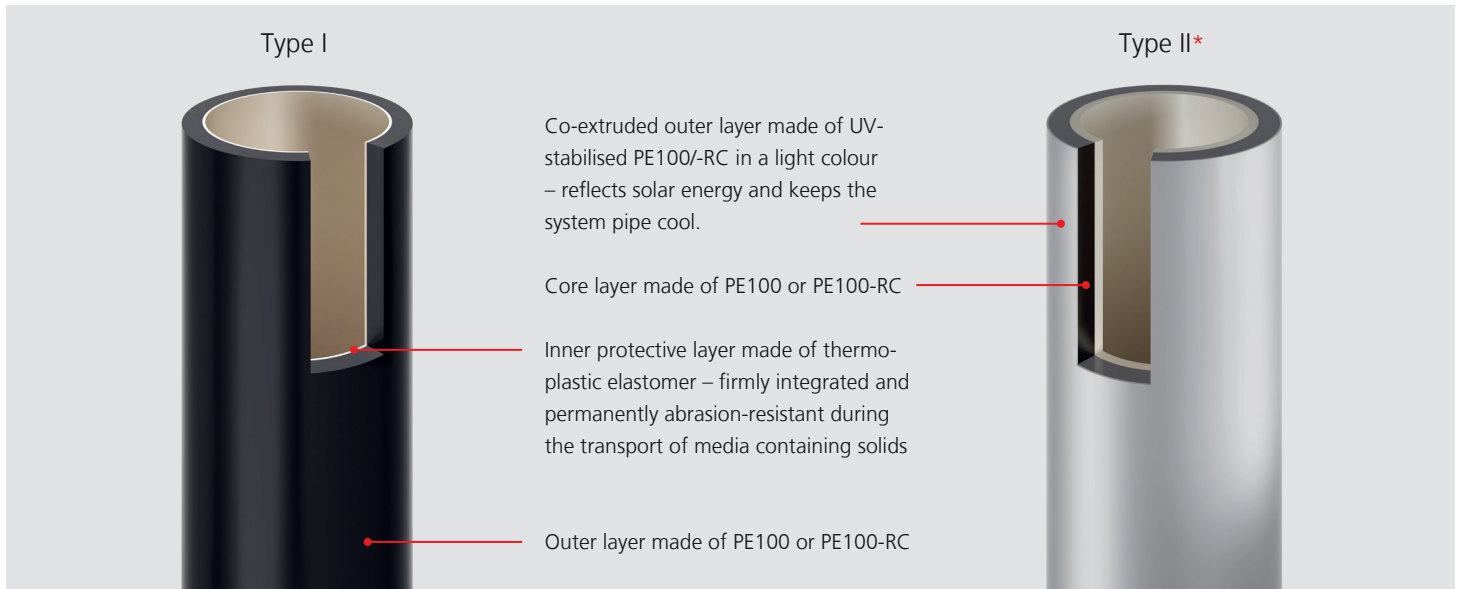 Type I
Type II*
Co-extruded outer layer made of UV-
stabilised PE100/-RC in a light colour
– reflects solar energy and keeps the
system pipe cool.
Core layer made of PE100 or PE100-RC
Inner protective layer made of thermo-
plastic elastomer – firmly integrated and
permanently abrasion-resistant during
the transport of media containing solids
Outer layer made of PE100 or PE100-RC